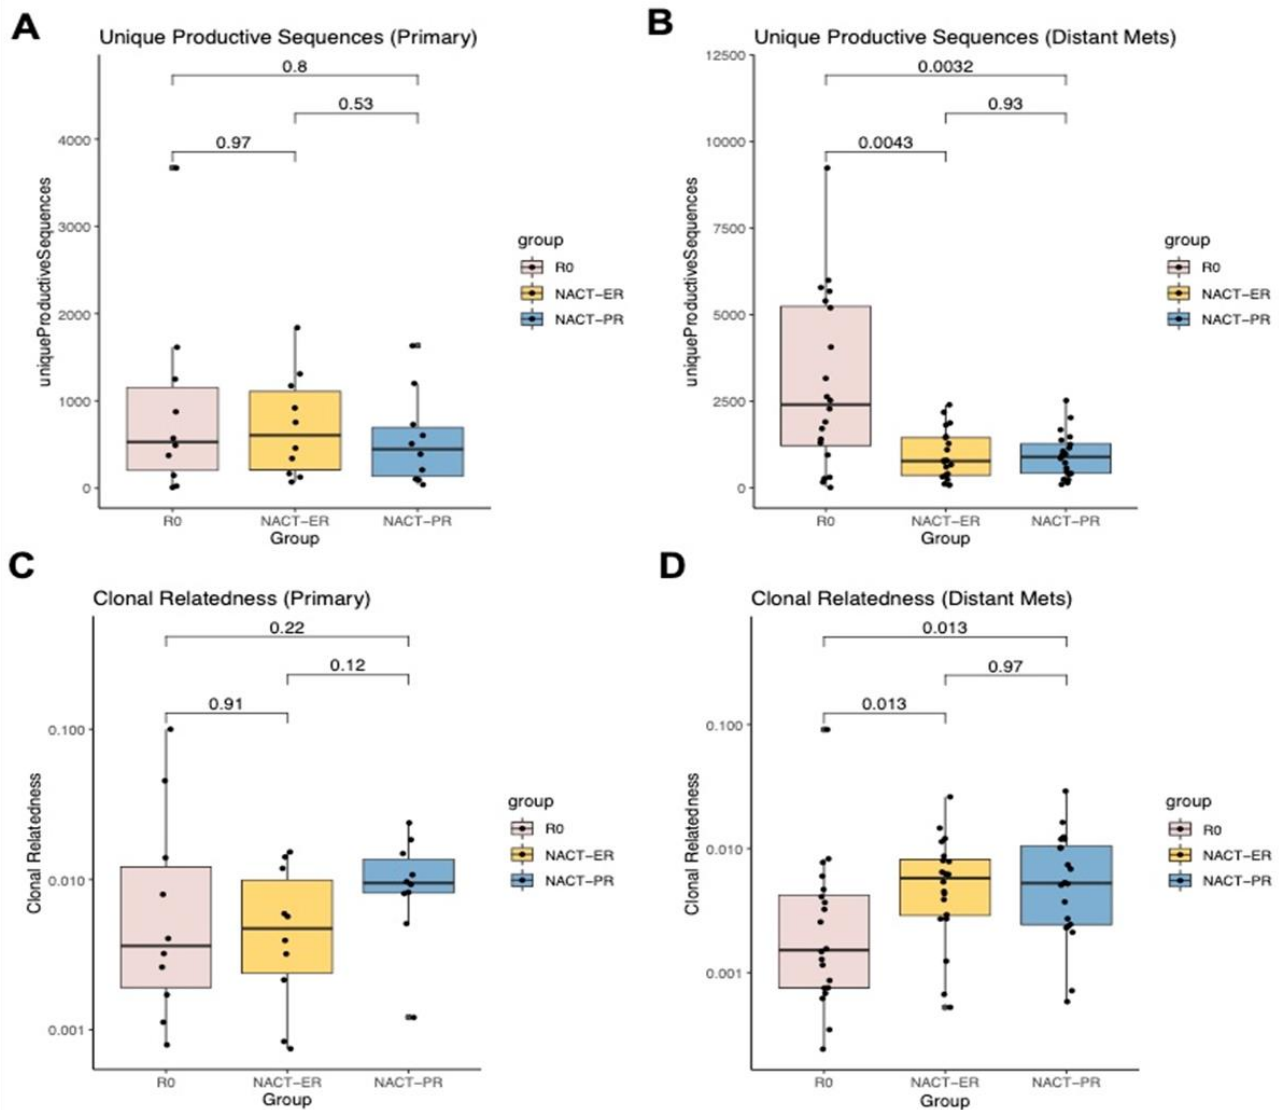 A
Unique Productive Sequences (Primary)
0.8
0.53
0.97
4000
3000
2000
1000
0
uniqueProductiveSequences
R0
NACT-ER
NACT-PR
Group
group
R0
NACT-ER
NACT-PR
B
Unique Productive Sequences (Distant Mets)
12500
0.0032
0.93
10000
0.0043
7500
5000
2500
0
uniqueProductiveSequences
R0
NACT-ER
NACT-PR
Group
group
R0
NACT-ER
NACT-PR
C
Clonal Relatedness (Primary)
0.22
0.12
0.91
0.100
0.010
0.001
Clonal Relatedness
R0
NACT-ER
NACT-PR
Group
group
R0
NACT-ER
NACT-PR
D
Clonal Relatedness (Distant Mets)
0.013
0.97
0.013
0.100
0.010
0.001
Clonal Relatedness
R0
NACT-ER
NACT-PR
Group
group
R0
NACT-ER
NACT-PR